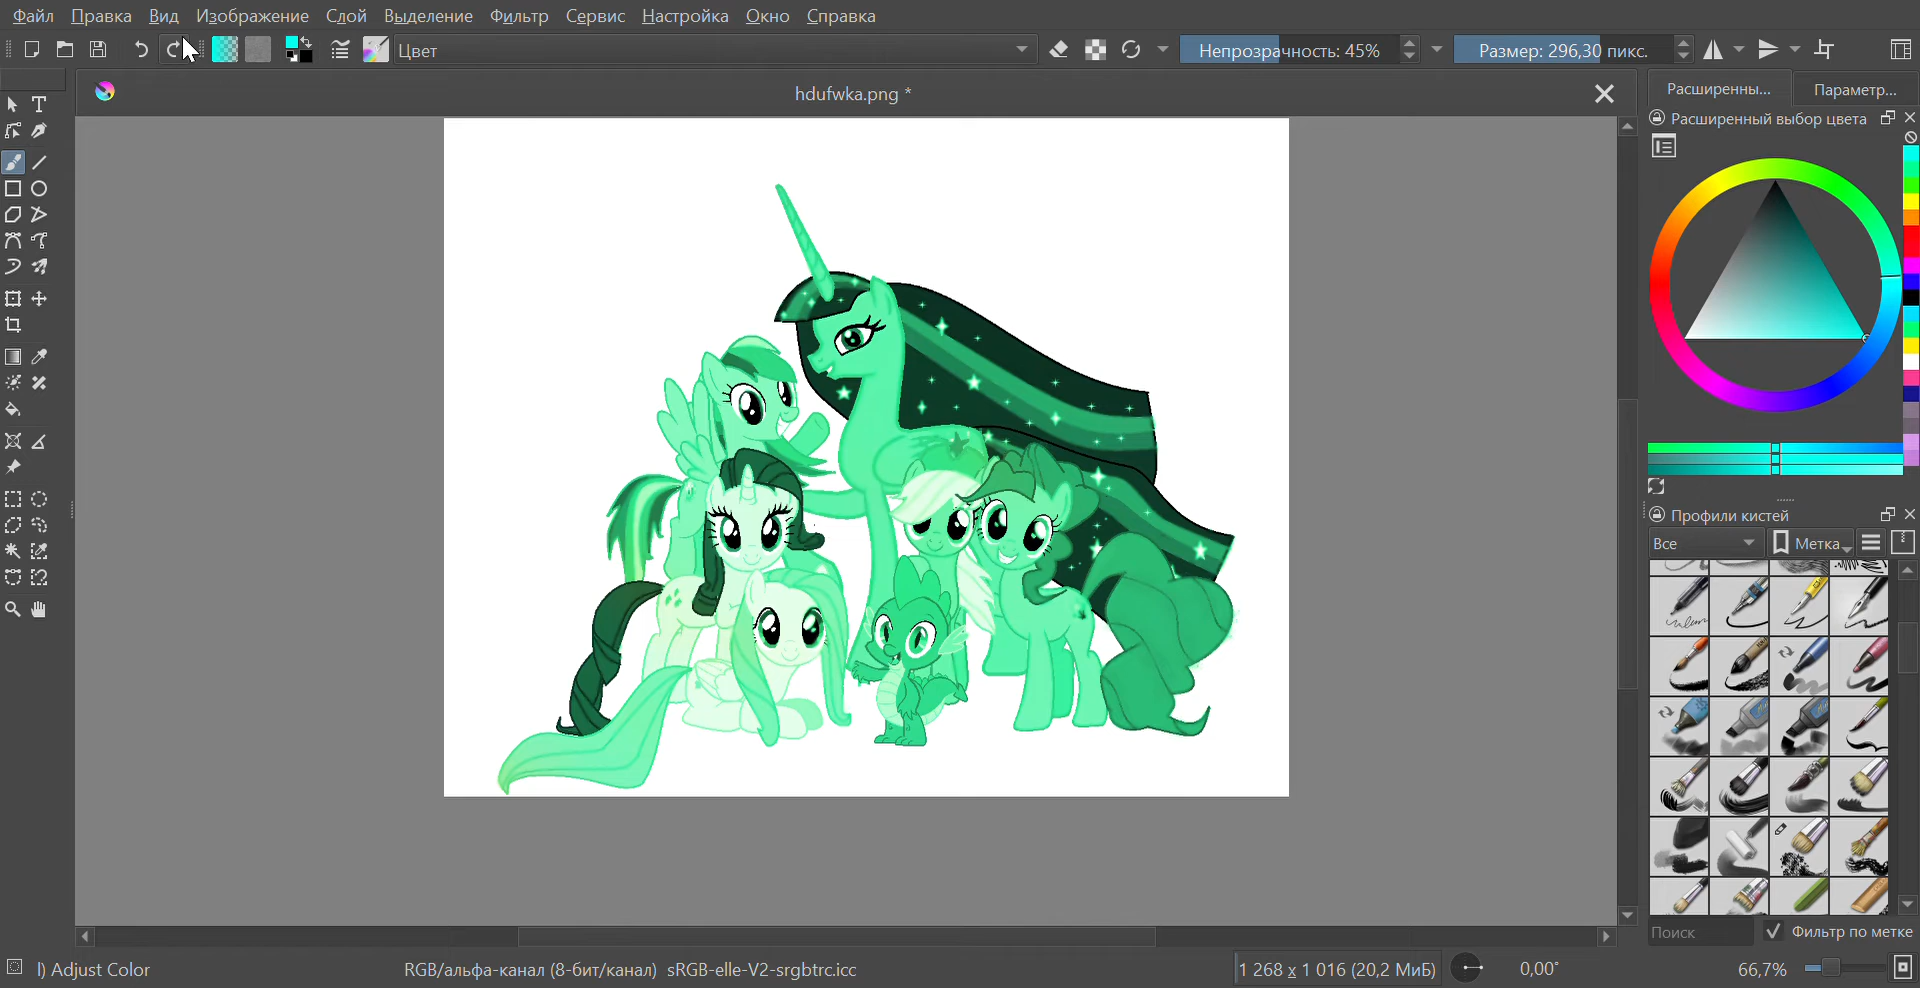 Файл Правка Вид Изображение Слой Выделение Фильтр Сервис Настройка Окно Справка
Цвет Непрозрачность: 45% Размер: 296,30 пикс.
hdufwka.png *
Расширенны... Параметр...
Расширенный выбор цвета
Профили кистей
Все Метка
Поиск Фильтр по метке
l) Adjust Color RGB/альфа-канал (8-бит/канал) sRGB-elle-V2-srgbtrc.icc 1 268 x 1 016 (20,2 МиБ) 0,00° 66,7%